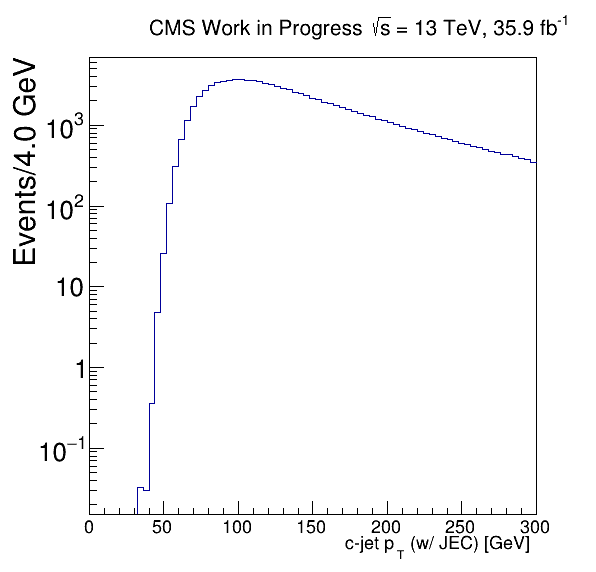 CMS Work in Progress √s = 13 TeV, 35.9 fb⁻¹
Events/4.0 GeV
10³
10²
10
1
10⁻¹
0 50 100 150 200 250 300
c-jet p_T (w/ JEC) [GeV]